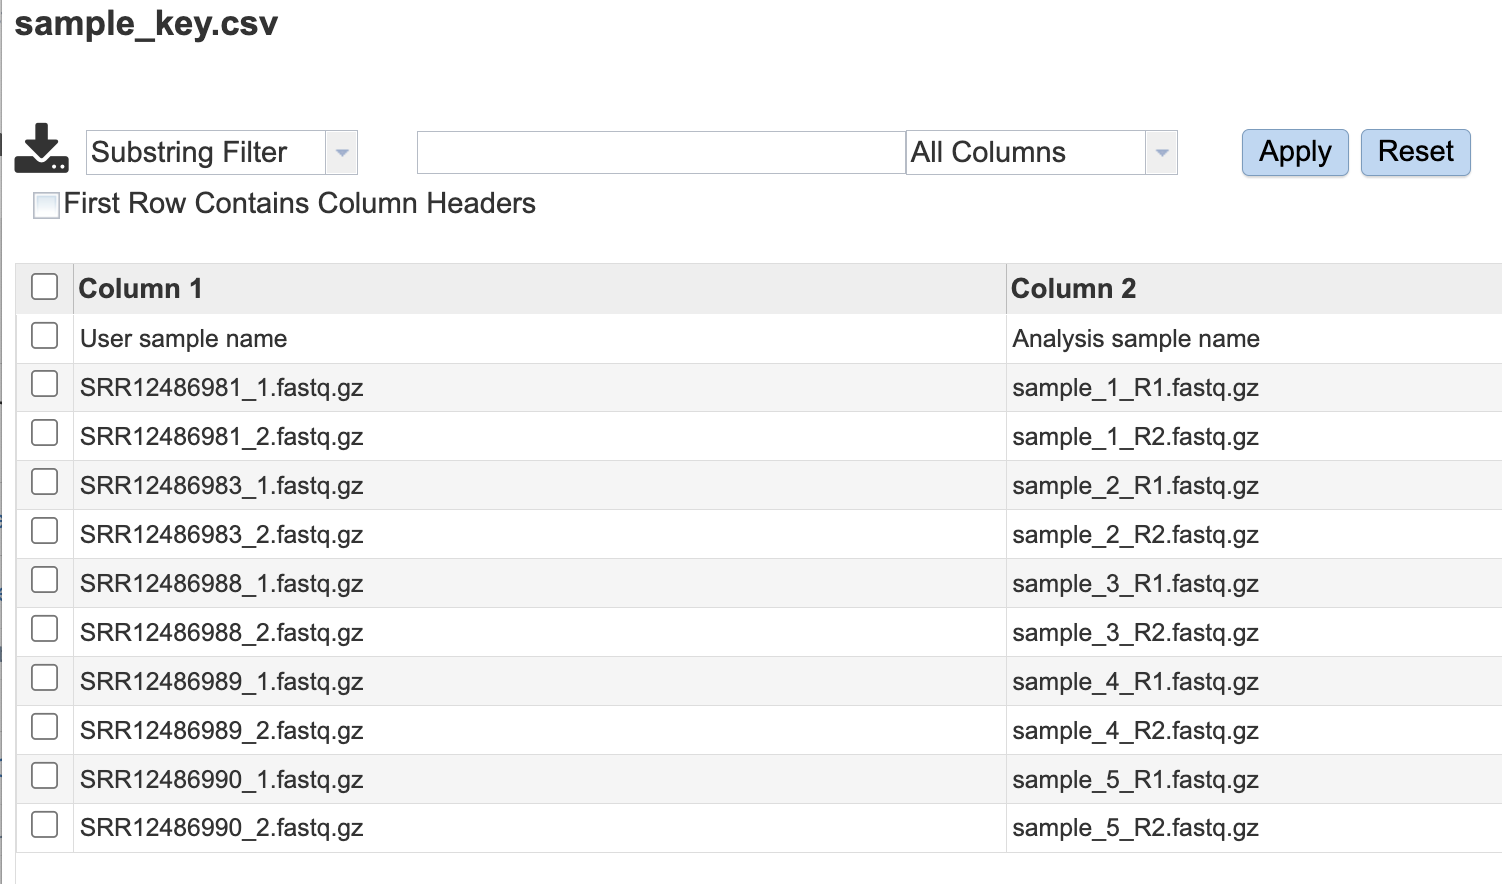 sample_key.csv
Substring Filter All Columns Apply Reset
First Row Contains Column Headers
Column 1 Column 2
User sample name Analysis sample name
SRR12486981_1.fastq.gz sample_1_R1.fastq.gz
SRR12486981_2.fastq.gz sample_1_R2.fastq.gz
SRR12486983_1.fastq.gz sample_2_R1.fastq.gz
SRR12486983_2.fastq.gz sample_2_R2.fastq.gz
SRR12486988_1.fastq.gz sample_3_R1.fastq.gz
SRR12486988_2.fastq.gz sample_3_R2.fastq.gz
SRR12486989_1.fastq.gz sample_4_R1.fastq.gz
SRR12486989_2.fastq.gz sample_4_R2.fastq.gz
SRR12486990_1.fastq.gz sample_5_R1.fastq.gz
SRR12486990_2.fastq.gz sample_5_R2.fastq.gz